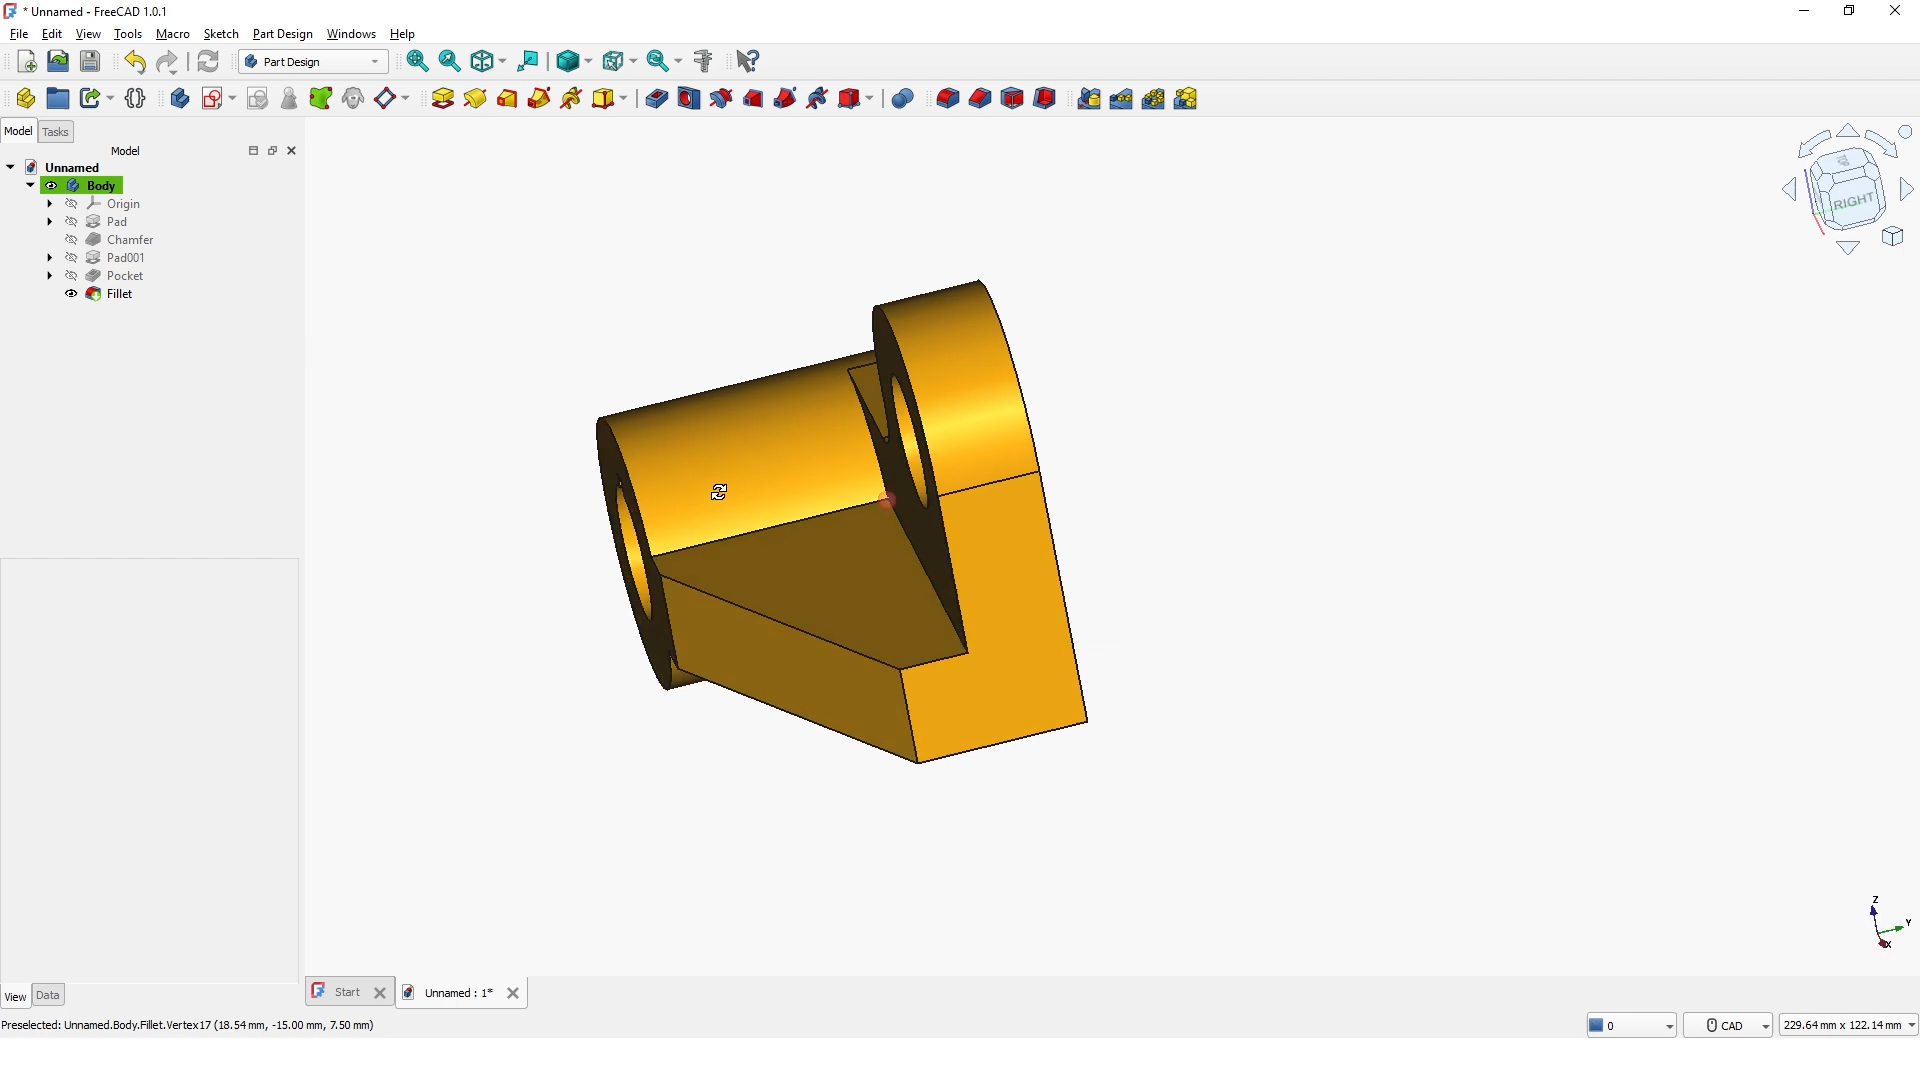 * Unnamed - FreeCAD 1.0.1
File Edit View Tools Macro Sketch Part Design Windows Help
Part Design
Model Tasks
Model
Unnamed
Body
Origin
Pad
Chamfer
Pad001
Pocket
Fillet
RIGHT
Z
Y
X
View Data
Start
Unnamed : 1*
Preselected: Unnamed.Body.Fillet.Vertex17 (18.54 mm, -15.00 mm, 7.50 mm)
0
CAD
229.64 mm x 122.14 mm